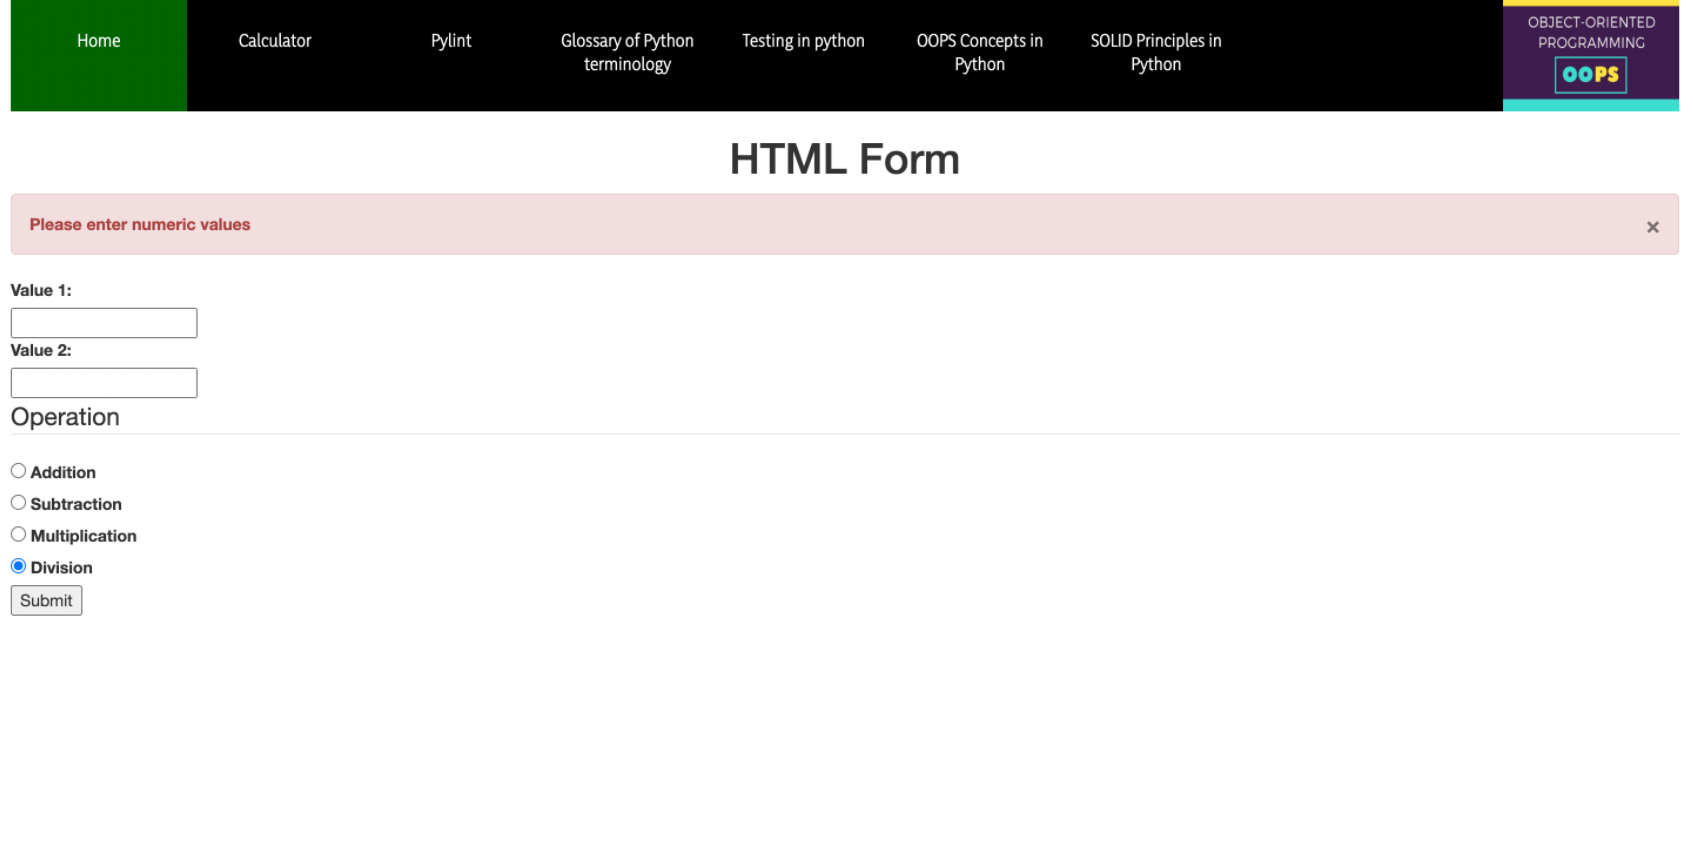 Home
Calculator
Pylint
Glossary of Python
terminology
Testing in python
OOPS Concepts in
Python
SOLID Principles in
Python
OBJECT-ORIENTED
PROGRAMMING
OOPS
HTML Form
Please enter numeric values ×
Value 1:
Value 2:
Operation
Addition
Subtraction
Multiplication
Division
Submit